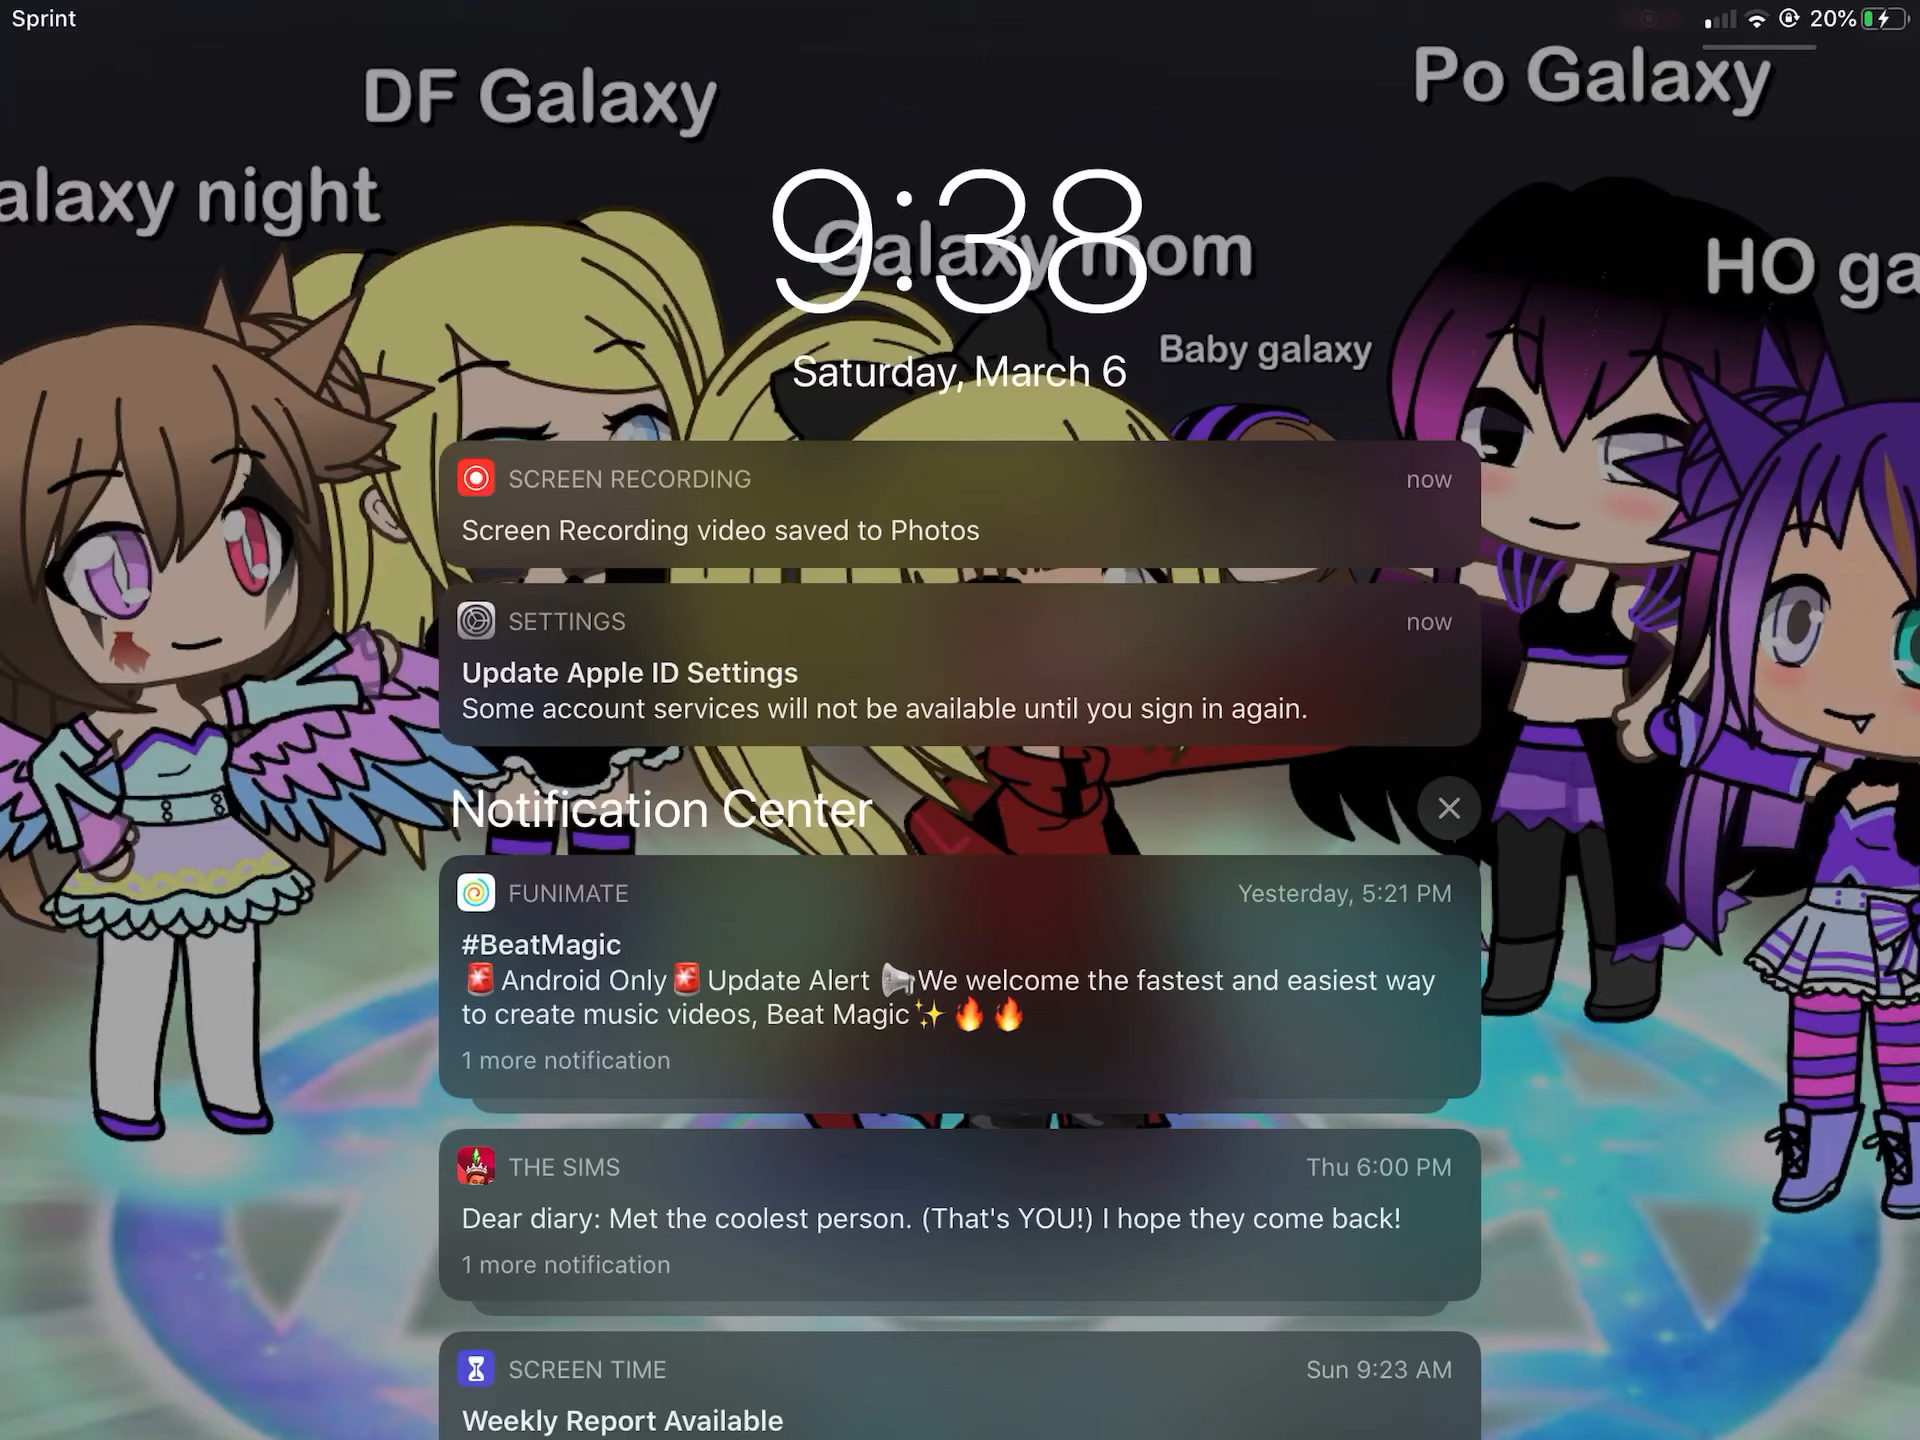 Sprint
20%
DF Galaxy
Po Galaxy
alaxy night
9:38
Galaxy mom
HO ga
Baby galaxy
Saturday, March 6
SCREEN RECORDING
now
Screen Recording video saved to Photos
SETTINGS
now
Update Apple ID Settings
Some account services will not be available until you sign in again.
Notification Center
FUNIMATE
Yesterday, 5:21 PM
#BeatMagic
🚨Android Only🚨Update Alert 📢We welcome the fastest and easiest way
to create music videos, Beat Magic✨🔥🔥
1 more notification
THE SIMS
Thu 6:00 PM
Dear diary: Met the coolest person. (That's YOU!) I hope they come back!
1 more notification
SCREEN TIME
Sun 9:23 AM
Weekly Report Available